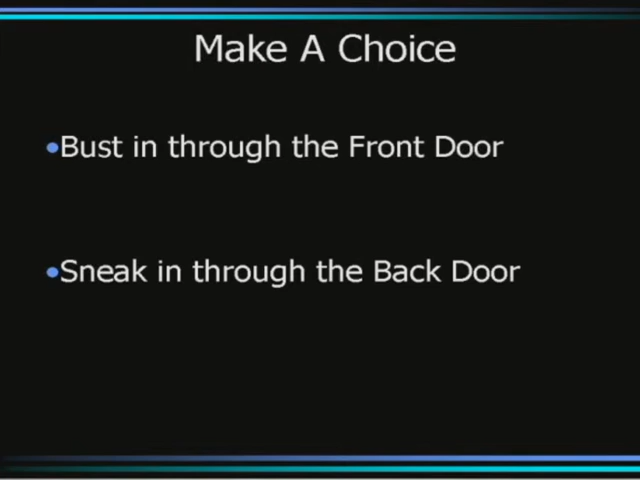 Make A Choice
•Bust in through the Front Door
•Sneak in through the Back Door